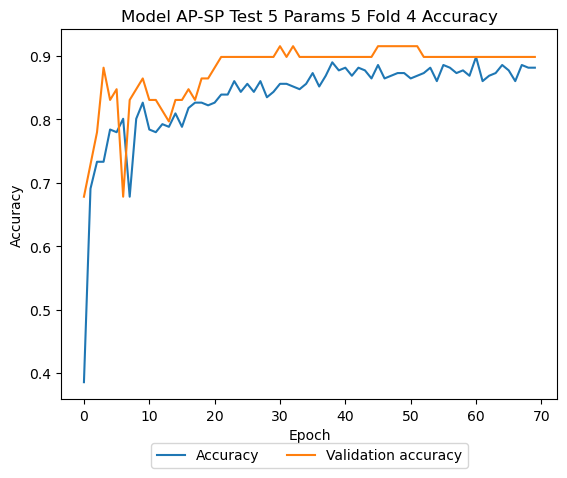 Model AP-SP Test 5 Params 5 Fold 4 Accuracy
0.9
0.8
0.7
0.6
0.5
0.4
Accuracy
0 10 20 30 40 50 60 70
Epoch
Accuracy Validation accuracy